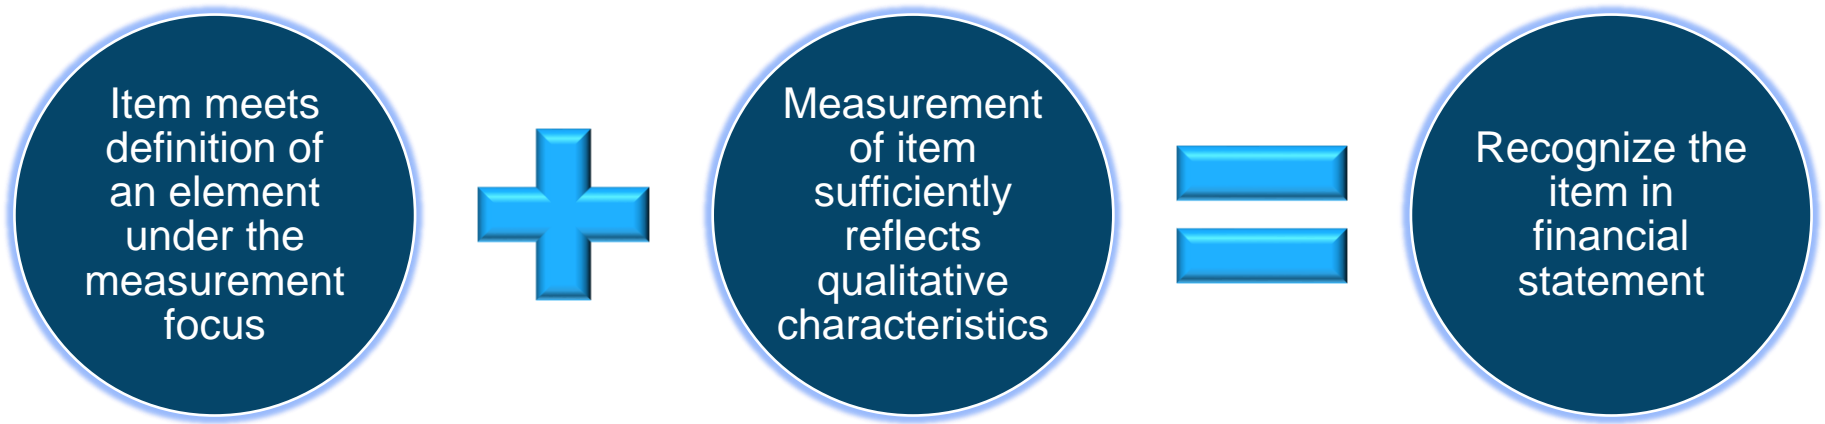 Item meets
definition of
an element
under the
measurement
focus
Measurement
of item
sufficiently
reflects
qualitative
characteristics
Recognize the
item in
financial
statement